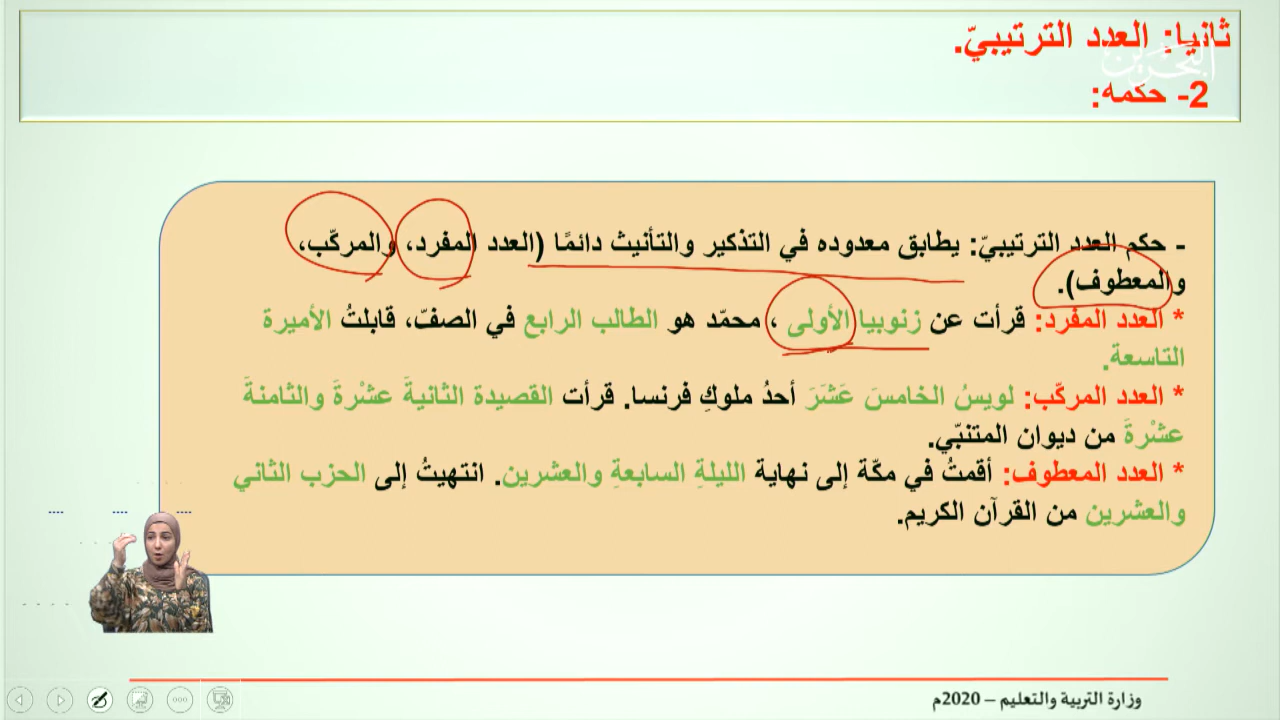 ثانيا: العدد الترتيبيّ.
البحرين
2- حكمه:
- حكم العدد الترتيبيّ: يطابق معدوده في التذكير والتأنيث دائمًا (العدد المفرد، والمركّب،
والمعطوف).
* العدد المفرد: قرأت عن زنوبيا الأولى ، محمّد هو الطالب الرابع في الصفّ، قابلتُ الأميرة
التاسعة.
* العدد المركّب: لويسُ الخامسَ عَشَرَ أحدُ ملوكِ فرنسا. قرأت القصيدة الثانيةَ عشْرةَ والثامنةَ
عشْرةَ من ديوان المتنبّي.
* العدد المعطوف: أقمتُ في مكّة إلى نهاية الليلةِ السابعةِ والعشرين. انتهيتُ إلى الحزب الثاني
والعشرين من القرآن الكريم.
وزارة التربية والتعليم – 2020م